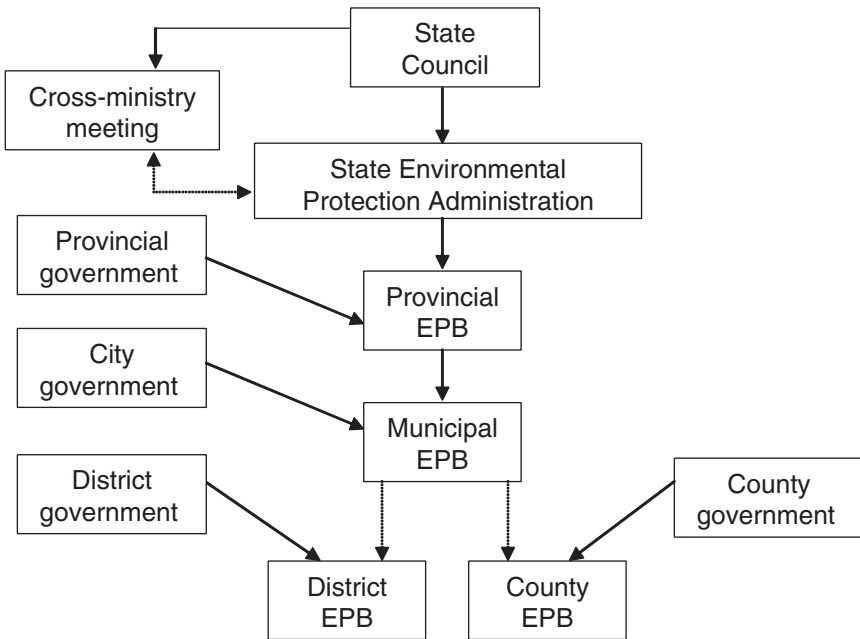 State
Council
Cross-ministry
meeting
State Environmental
Protection Administration
Provincial
government
Provincial
EPB
City
government
Municipal
EPB
District
government
County
government
District
EPB
County
EPB